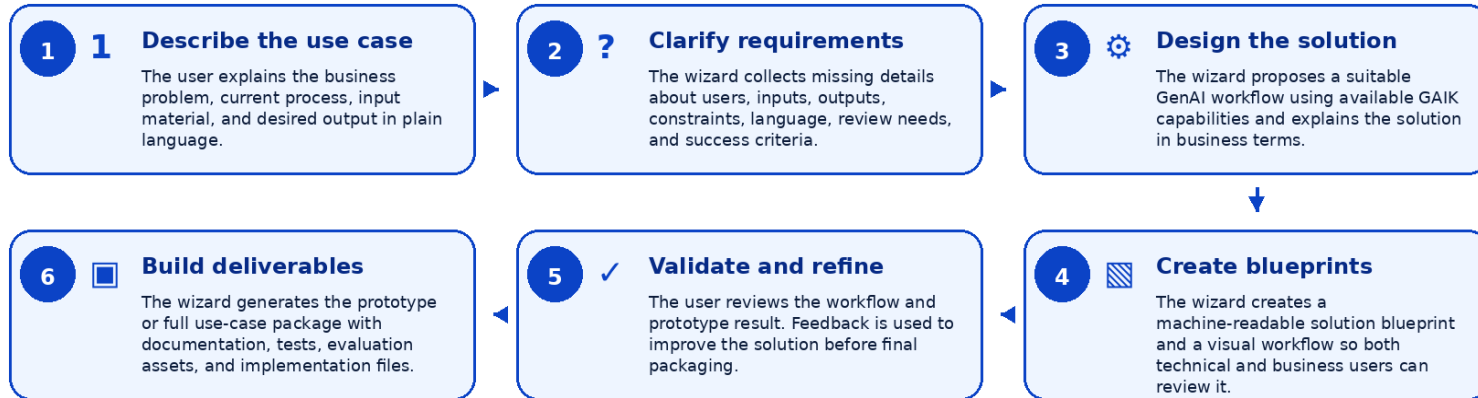 1 1 Describe the use case
The user explains the business
problem, current process, input
material, and desired output in plain
language.
2 ? Clarify requirements
The wizard collects missing details
about users, inputs, outputs,
constraints, language, review needs,
and success criteria.
3 ⚙ Design the solution
The wizard proposes a suitable
GenAI workflow using available GAIK
capabilities and explains the solution
in business terms.
4 ▧ Create blueprints
The wizard creates a
machine-readable solution blueprint
and a visual workflow so both
technical and business users can
review it.
5 ✓ Validate and refine
The user reviews the workflow and
prototype result. Feedback is used to
improve the solution before final
packaging.
6 ▣ Build deliverables
The wizard generates the prototype
or full use-case package with
documentation, tests, evaluation
assets, and implementation files.